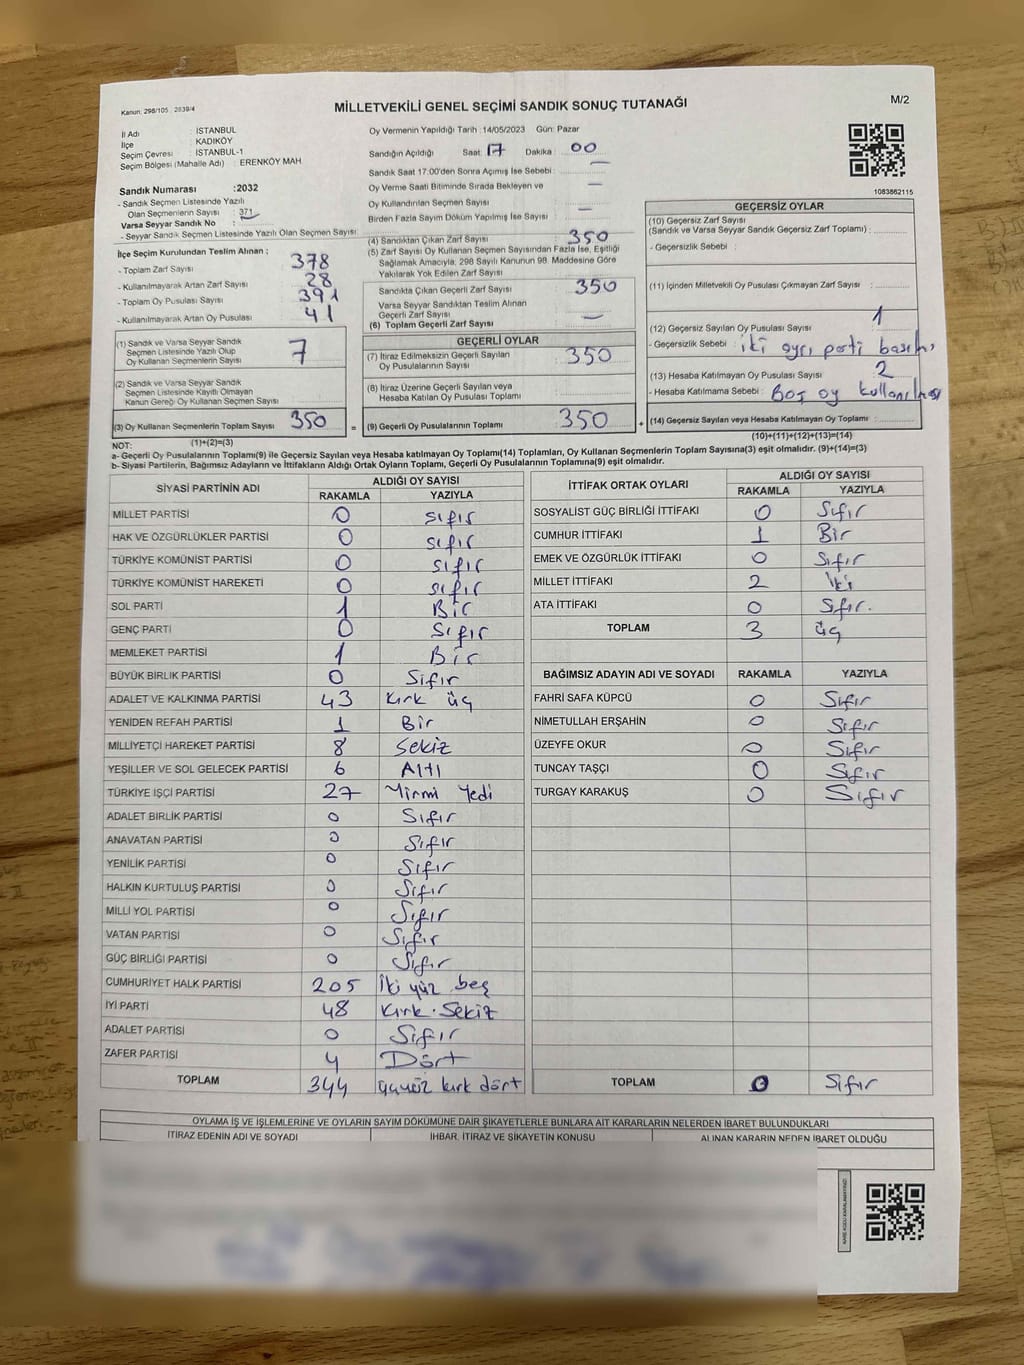 Kanun, 298/105 , 2839/4
MİLLETVEKİLİ GENEL SEÇİMİ SANDIK SONUÇ TUTANAĞI
M/2
İl Adı : İSTANBUL
İlçe : KADIKÖY
Seçim Çevresi : İSTANBUL-1
Seçim Bölgesi (Mahalle Adı) : ERENKÖY MAH
Sandık Numarası :2032
- Sandık Seçmen Listesinde Yazılı
Olan Seçmenlerin Sayısı : 371
Varsa Seyyar Sandık No :
- Seyyar Sandık Seçmen Listesinde Yazılı Olan Seçmen Sayısı :
Oy Vermenin Yapıldığı Tarih :14/05/2023 Gün: Pazar
Sandığın Açıldığı Saat : 17 Dakika : 00
Sandık Saat 17:00'den Sonra Açmış İse Sebebi : —
Oy Verme Saati Bitiminde Sırada Bekleyen ve
Oy Kullandırılan Seçmen Sayısı : —
Birden Fazla Sayım Döküm Yapılmış İse Sayısı : —
1083862115
İlçe Seçim Kurulundan Teslim Alınan ;
- Toplam Zarf Sayısı : 378
- Kullanılmayarak Artan Zarf Sayısı : 28
- Toplam Oy Pusulası Sayısı : 391
- Kullanılmayarak Artan Oy Pusulası : 41
(1) Sandık ve Varsa Seyyar Sandık
Seçmen Listesinde Yazılı Olup
Oy Kullanan Seçmenlerin Sayısı : 7
(2) Sandık ve Varsa Seyyar Sandık
Seçmen Listesinde Kayıtlı Olmayan
Kanun Gereği Oy Kullanan Seçmen Sayısı :
(3) Oy Kullanan Seçmenlerin Toplam Sayısı : 350
(1)+(2)=(3)
(4) Sandıktan Çıkan Zarf Sayısı : 350
(5) Zarf Sayısı Oy Kullanan Seçmen Sayısından Fazla İse, Eşitliği
Sağlamak Amacıyla, 298 Sayılı Kanunun 98. Maddesine Göre
Yakılarak Yok Edilen Zarf Sayısı :
Sandıkta Çıkan Geçerli Zarf Sayısı : 350
Varsa Seyyar Sandıktan Teslim Alınan
Geçerli Zarf Sayısı : —
(6) Toplam Geçerli Zarf Sayısı :
GEÇERLİ OYLAR
(7) İtiraz Edilmeksizin Geçerli Sayılan
Oy Pusulasının Sayısı : 350
(8) İtiraz Üzerine Geçerli Sayılan veya
Hesaba Katılan Oy Pusulası Toplamı :
= (9) Geçerli Oy Pusulalarının Toplamı : 350 +
GEÇERSİZ OYLAR
(10) Geçersiz Zarf Sayısı
(Sandık ve Varsa Seyyar Sandık Geçersiz Zarf Toplamı) :
- Geçersizlik Sebebi :
(11) İçinden Milletvekili Oy Pusulası Çıkmayan Zarf Sayısı :
(12) Geçersiz Sayılan Oy Pusulası Sayısı : 1
- Geçersizlik Sebebi : iki ayrı parti
(13) Hesaba Katılmayan Oy Pusulası Sayısı : 2
- Hesaba Katılmama Sebebi : Boş oy kullanılması
(14) Geçersiz Sayılan veya Hesaba Katılmayan Oy Toplamı :
(10)+(11)+(12)+(13)=(14)
NOT:
a- Geçerli Oy Pusulalarının Toplamı(9) ile Geçersiz Sayılan veya hesaba katılmayan Oy Toplamı(14) Toplamları, Oy Kullanan Seçmenlerin Toplam Sayısına(3) eşit olmalıdır. (9)+(14)=(3)
b- Siyasi Partilerin, Bağımsız Adayların ve İttifakların Aldığı Ortak Oyların Toplamı, Geçerli Oy Pusulalarının Toplamına(9) eşit olmalıdır.
SİYASİ PARTİNİN ADI ALDIĞI OY SAYISI
RAKAMLA YAZIYLA
MİLLET PARTİSİ 0 sıfır
HAK VE ÖZGÜRLÜKLER PARTİSİ 0 sıfır
TÜRKİYE KOMÜNİST PARTİSİ 0 sıfır
TÜRKİYE KOMÜNİST HAREKETİ 0 sıfır
SOL PARTİ 1 Bir
GENÇ PARTİ 0 Sıfır
MEMLEKET PARTİSİ 1 Bir
BÜYÜK BİRLİK PARTİSİ 0 Sıfır
ADALET VE KALKINMA PARTİSİ 43 Kırk üç
YENİDEN REFAH PARTİSİ 1 Bir
MİLLİYETÇİ HAREKET PARTİSİ 8 Sekiz
YEŞİLLER VE SOL GELECEK PARTİSİ 6 Altı
TÜRKİYE İŞÇİ PARTİSİ 27 Yirmi Yedi
ADALET BİRLİK PARTİSİ 0 Sıfır
ANAVATAN PARTİSİ 0 Sıfır
YENİLİK PARTİSİ 0 Sıfır
HALKIN KURTULUŞ PARTİSİ 0 Sıfır
MİLLİ YOL PARTİSİ 0 Sıfır
VATAN PARTİSİ 0 Sıfır
GÜÇ BİRLİĞİ PARTİSİ 0 Sıfır
CUMHURİYET HALK PARTİSİ 205 İki yüz beş
İYİ PARTİ 48 Kırk Sekiz
ADALET PARTİSİ 0 Sıfır
ZAFER PARTİSİ 4 Dört
TOPLAM 344 üçyüz kırk dört
İTTİFAK ORTAK OYLARI ALDIĞI OY SAYISI
RAKAMLA YAZIYLA
SOSYALİST GÜÇ BİRLİĞİ İTTİFAKI 0 Sıfır
CUMHUR İTTİFAKI 1 Bir
EMEK VE ÖZGÜRLÜK İTTİFAKI 0 Sıfır
MİLLET İTTİFAKI 2 İki
ATA İTTİFAKI 0 Sıfır.
TOPLAM 3 üç
BAĞIMSIZ ADAYIN ADI VE SOYADI RAKAMLA YAZIYLA
FAHRİ SAFA KÜPCÜ 0 Sıfır
NİMETULLAH ERŞAHİN 0 Sıfır
ÜZEYFE OKUR 0 Sıfır
TUNCAY TAŞÇI 0 Sıfır
TURGAY KARAKUŞ 0 Sıfır
TOPLAM 0 Sıfır
OYLAMA İŞ VE İŞLEMLERİNE VE OYLARIN SAYIM DÖKÜMÜNE DAİR ŞİKAYETLERLE BUNLARA AİT KARARLARIN NELERDEN İBARET BULUNDUKLARI
İTİRAZ EDENİN ADI VE SOYADI İHBAR, İTİRAZ VE ŞİKAYETİN KONUSU ALINAN KARARIN NEDEN İBARET OLDUĞU